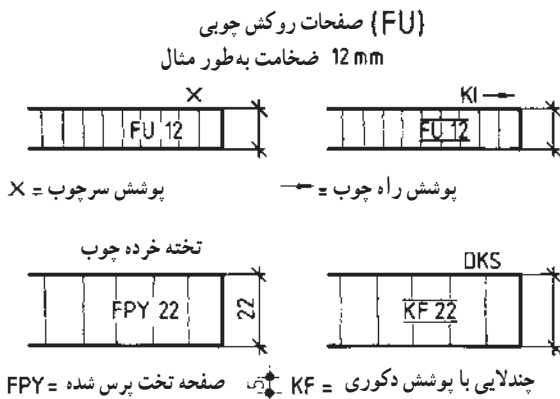 صفحات روکش چوبی (FU)
12 mm ضخامت به‌طور مثال
X
KI
FU 12
FU 12
X = پوشش سرچوب
← = پوشش راه چوب
تخته خرده چوب
DKS
FPY 22
22
KF 22
FPY = صفحه تخت پرس شده
5
KF = چندلایی با پوشش دکوری